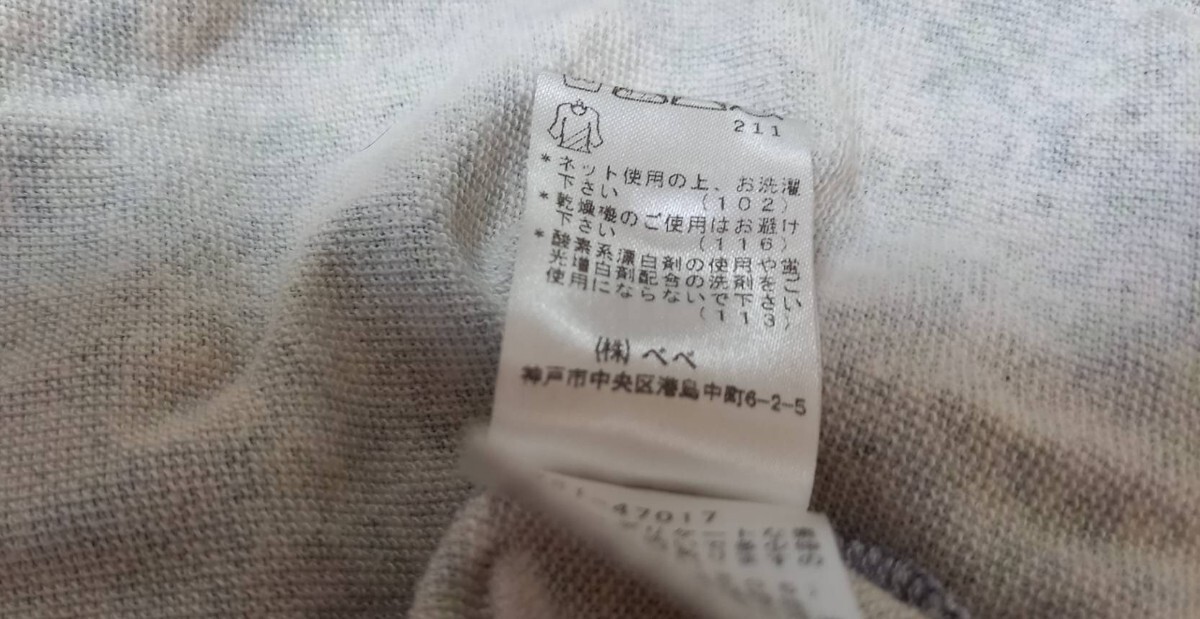 211
*ネット使用の上、お洗濯
下さい (102)
*乾燥機のご使用はお避け
下さい (116)
*酸素系漂白剤の使用や蛍
光増白剤配合の洗剤をご
使用にならないで下さい
(113)
(株)べべ
神戸市中央区港島中町6-2-5
-47017